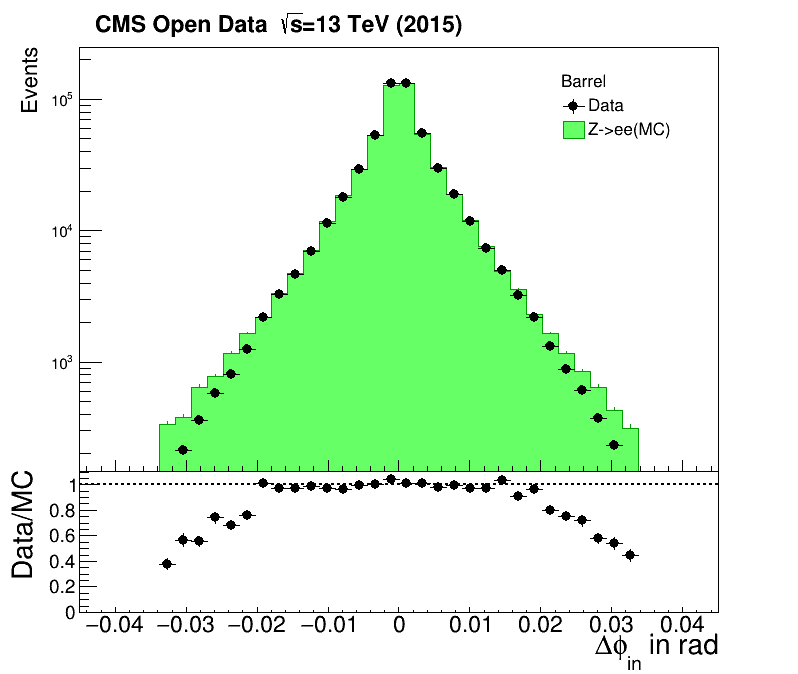 CMS Open Data √s=13 TeV (2015)
Events
Barrel
Data
Z->ee(MC)
10⁵
10⁴
10³
Data/MC
1
0.8
0.6
0.4
0.2
0
−0.04 −0.03 −0.02 −0.01 0 0.01 0.02 0.03 0.04
Δϕin in rad